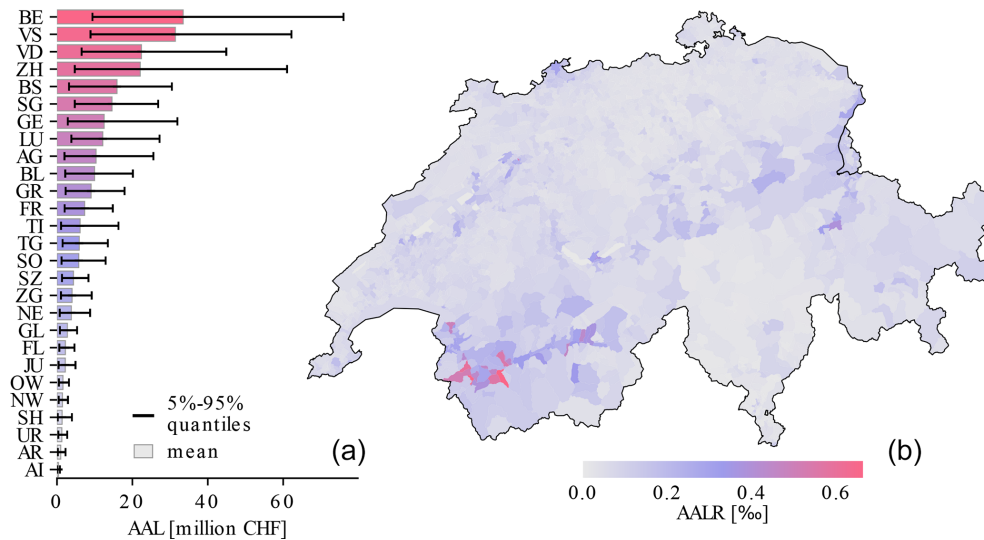 BE
VS
VD
ZH
BS
SG
GE
LU
AG
BL
GR
FR
TI
TG
SO
SZ
ZG
NE
GL
FL
JU
OW
NW
SH
UR
AR
AI
5%-95%
quantiles
mean
0
20
40
60
AAL [million CHF]
(a)
(b)
0.0
0.2
0.4
0.6
AALR [‰]